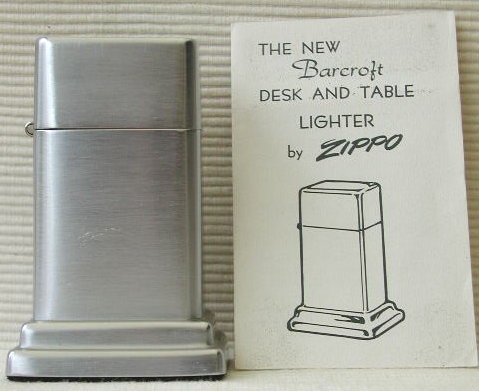 THE NEW
Barcroft
DESK AND TABLE
LIGHTER
by ZIPPO